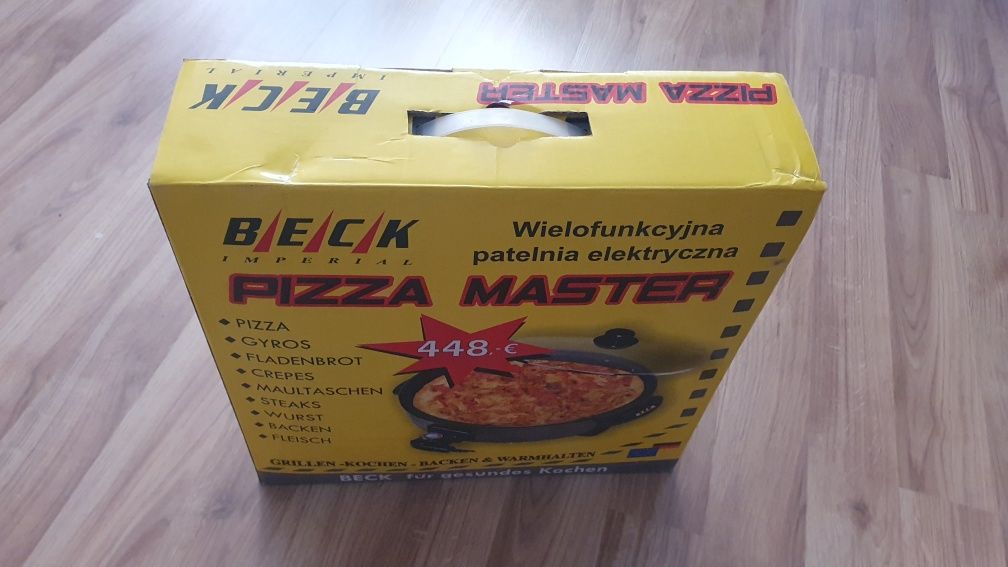 BECK
IMPERIAL
PIZZA MASTER
BECK
IMPERIAL
Wielofunkcyjna
patelnia elektryczna
PIZZA MASTER
PIZZA
GYROS
FLADENBROT
CREPES
MAULTASCHEN
STEAKS
WURST
BACKEN
FLEISCH
448,-€
BECK
GRILLEN - KOCHEN - BACKEN & WARMHALTEN
BECK für gesundes Kochen